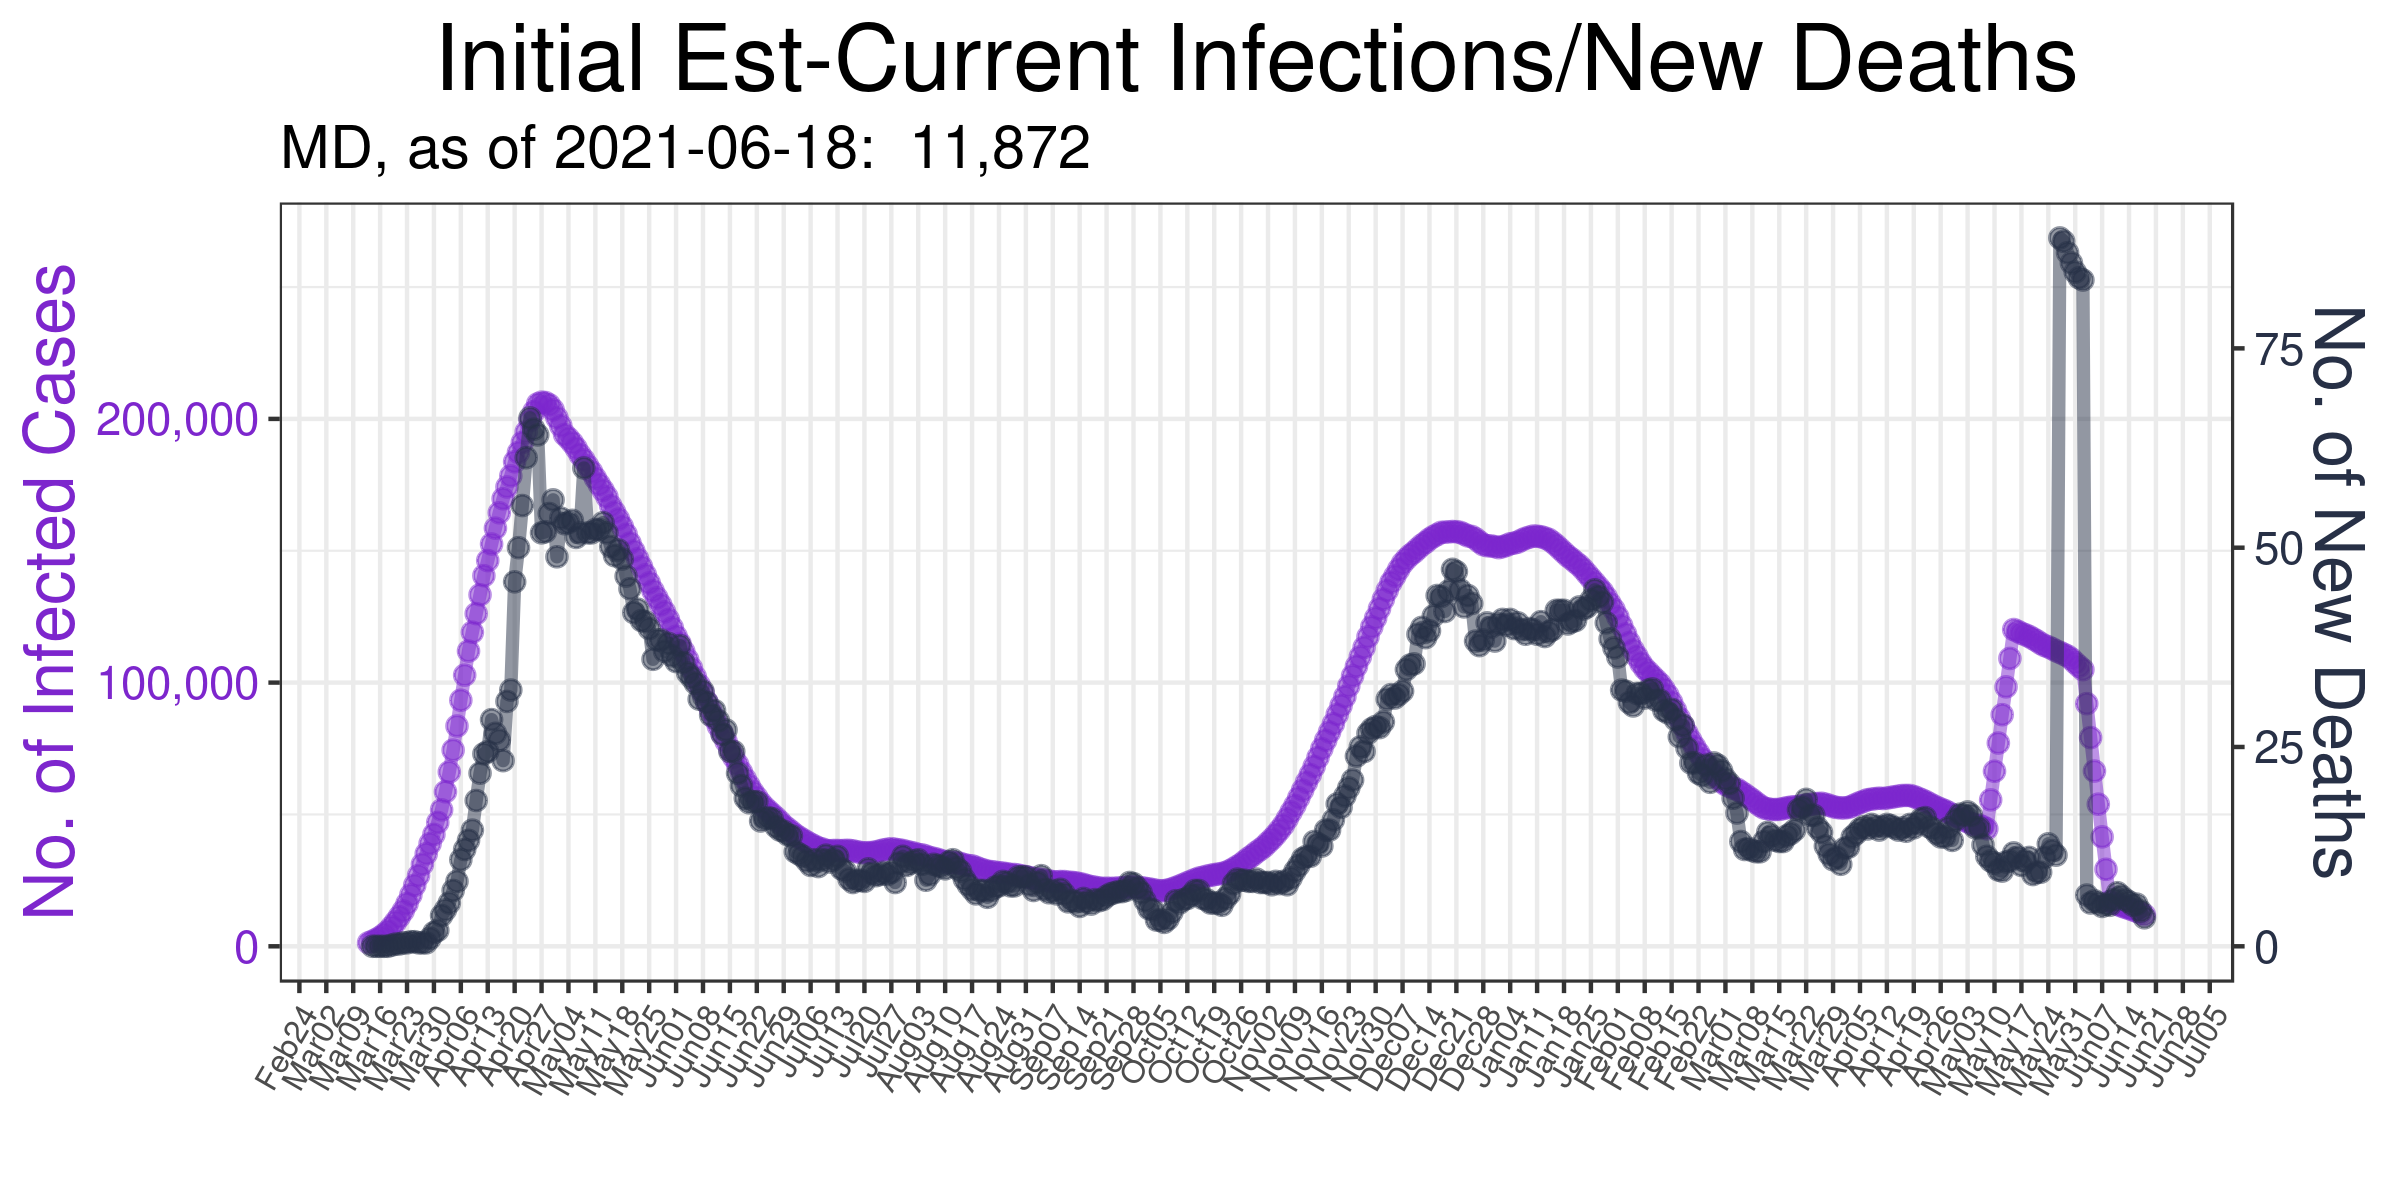 Initial Est-Current Infections/New Deaths
MD, as of 2021-06-18:  11,872
No. of Infected Cases
200,000
100,000
0
75
50
25
0
No. of New Deaths
Feb24
Mar02
Mar09
Mar16
Mar23
Mar30
Apr06
Apr13
Apr20
Apr27
May04
May11
May18
May25
Jun01
Jun08
Jun15
Jun22
Jun29
Jul06
Jul13
Jul20
Jul27
Aug03
Aug10
Aug17
Aug24
Aug31
Sep07
Sep14
Sep21
Sep28
Oct05
Oct12
Oct19
Oct26
Nov02
Nov09
Nov16
Nov23
Nov30
Dec07
Dec14
Dec21
Dec28
Jan04
Jan11
Jan18
Jan25
Feb01
Feb08
Feb15
Feb22
Mar01
Mar08
Mar15
Mar22
Mar29
Apr05
Apr12
Apr19
Apr26
May03
May10
May17
May24
May31
Jun07
Jun14
Jun21
Jun28
Jul05